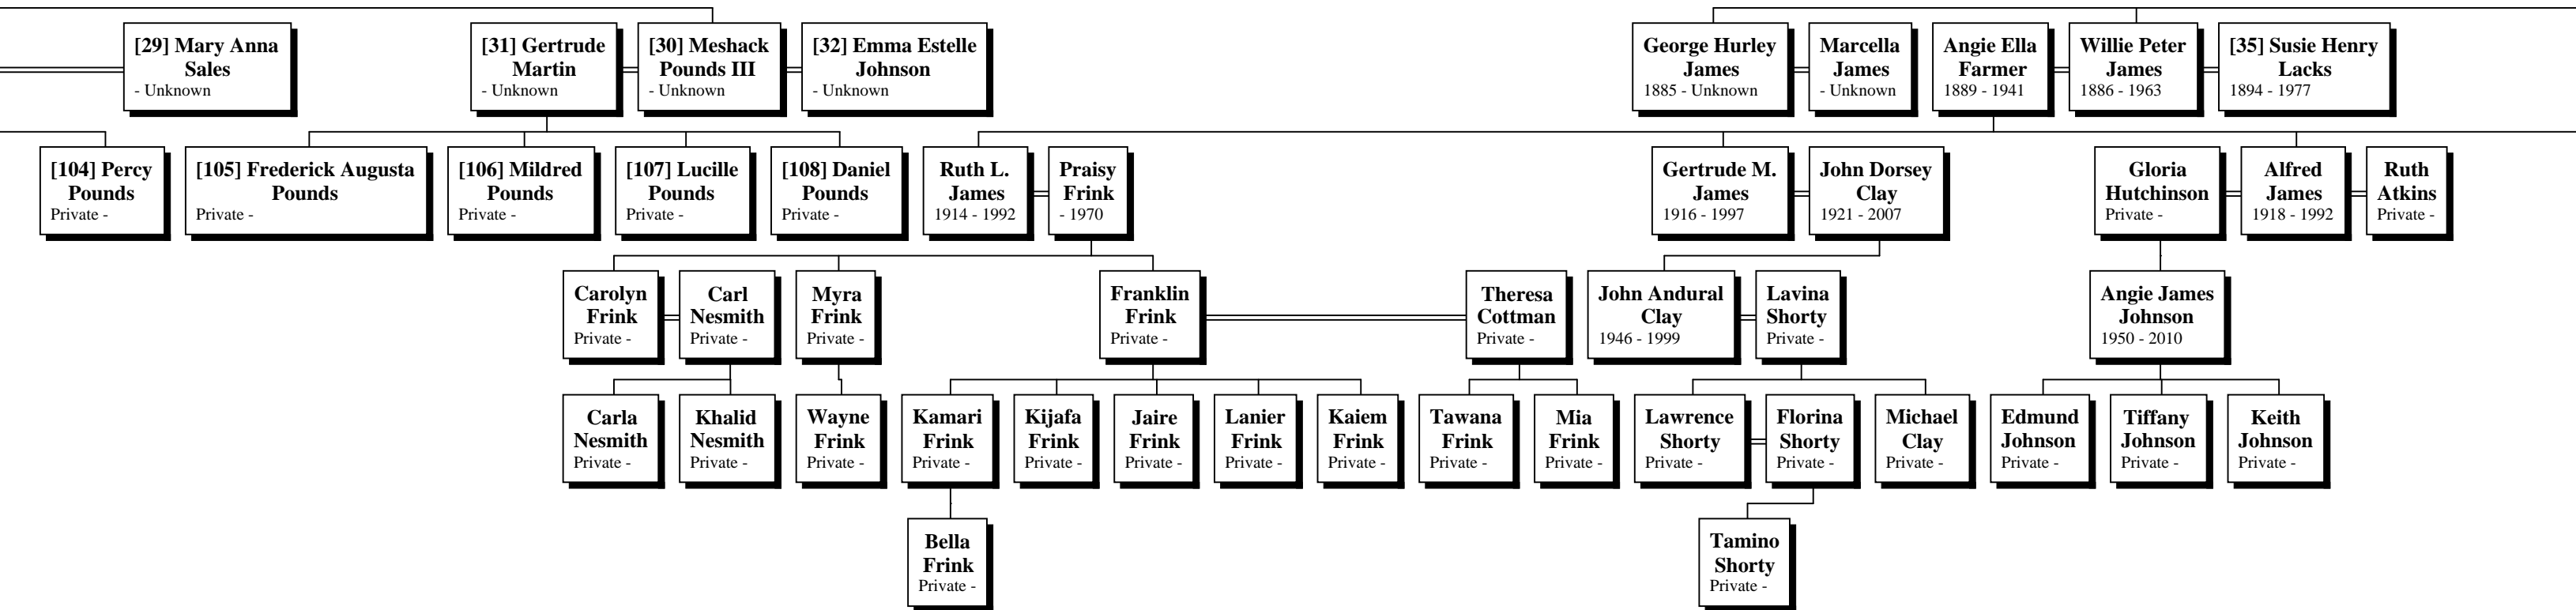 [29] Mary Anna
Sales
- Unknown
[31] Gertrude
Martin
- Unknown
[30] Meshack
Pounds III
- Unknown
[32] Emma Estelle
Johnson
- Unknown
George Hurley
James
1885 - Unknown
Marcella
James
- Unknown
Angie Ella
Farmer
1889 - 1941
Willie Peter
James
1886 - 1963
[35] Susie Henry
Lacks
1894 - 1977
[104] Percy
Pounds
Private -
[105] Frederick Augusta
Pounds
Private -
[106] Mildred
Pounds
Private -
[107] Lucille
Pounds
Private -
[108] Daniel
Pounds
Private -
Ruth L.
James
1914 - 1992
Praisy
Frink
- 1970
Gertrude M.
James
1916 - 1997
John Dorsey
Clay
1921 - 2007
Gloria
Hutchinson
Private -
Alfred
James
1918 - 1992
Ruth
Atkins
Private -
Carolyn
Frink
Private -
Carl
Nesmith
Private -
Myra
Frink
Private -
Franklin
Frink
Private -
Theresa
Cottman
Private -
John Andural
Clay
1946 - 1999
Lavina
Shorty
Private -
Angie James
Johnson
1950 - 2010
Carla
Nesmith
Private -
Khalid
Nesmith
Private -
Wayne
Frink
Private -
Kamari
Frink
Private -
Kijafa
Frink
Private -
Jaire
Frink
Private -
Lanier
Frink
Private -
Kaiem
Frink
Private -
Tawana
Frink
Private -
Mia
Frink
Private -
Lawrence
Shorty
Private -
Florina
Shorty
Private -
Michael
Clay
Private -
Edmund
Johnson
Private -
Tiffany
Johnson
Private -
Keith
Johnson
Private -
Bella
Frink
Private -
Tamino
Shorty
Private -